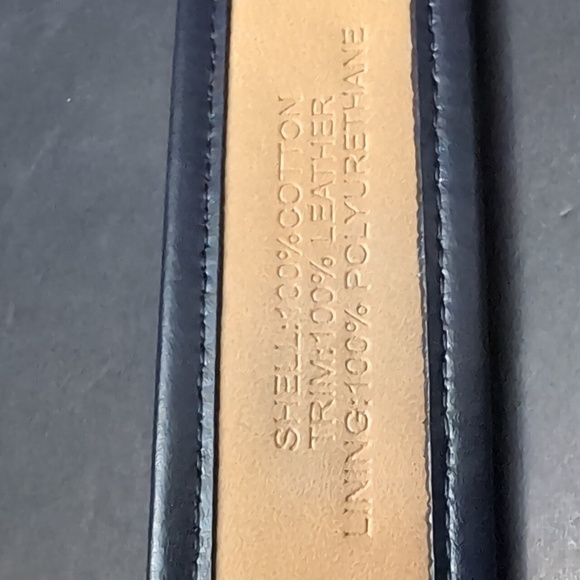 SHELL:100%COTTON
TRIM:100% LEATHER
LINING:100% POLYURETHANE